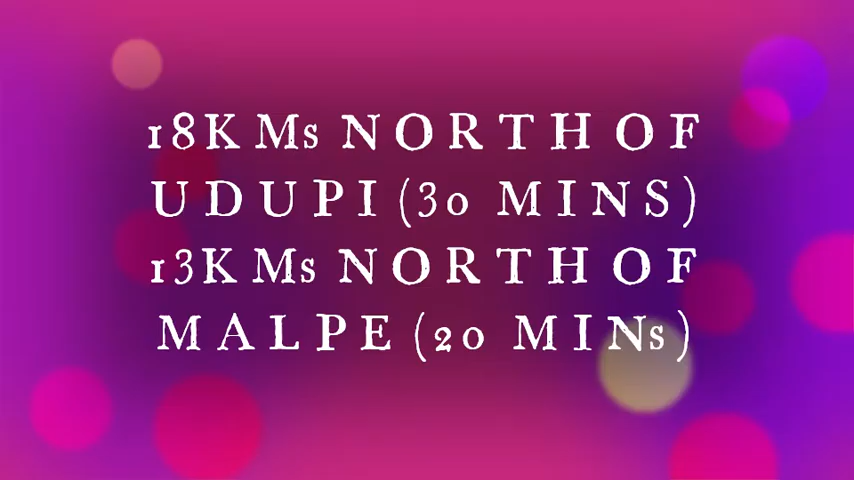 18KMs NORTH OF
UDUPI (30 MINS)
13KMs NORTH OF
MALPE (20 MINs)